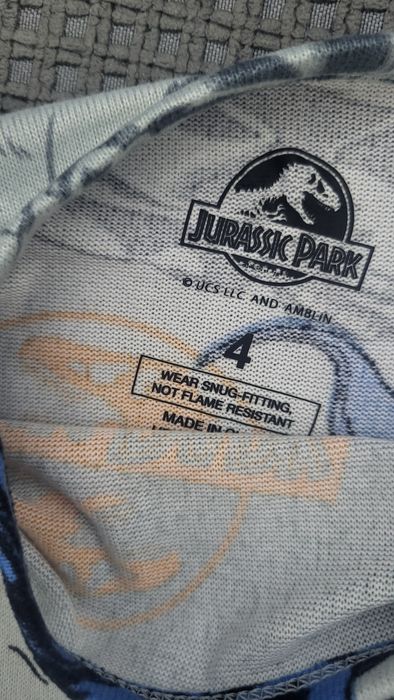 JURASSIC PARK
© UCS LLC AND AMBLIN
4
WEAR SNUG-FITTING,
NOT FLAME RESISTANT
MADE IN